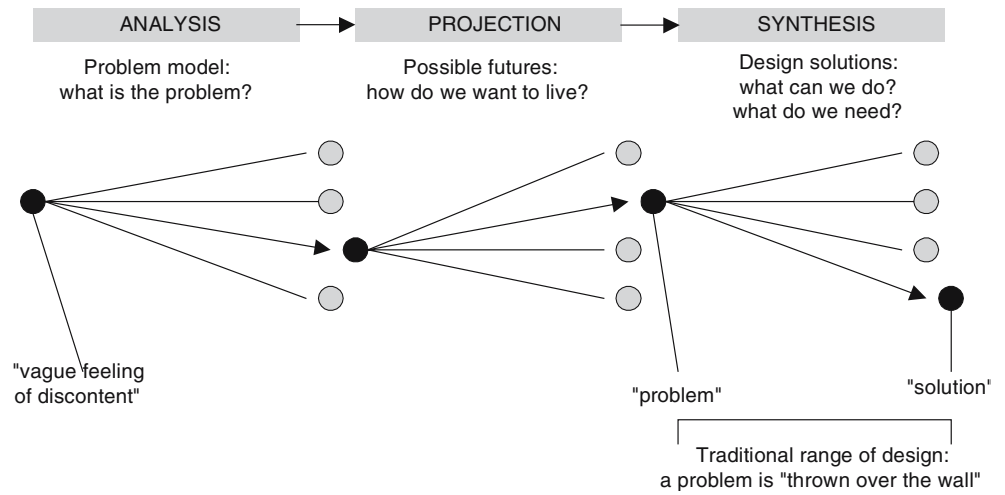 ANALYSIS
PROJECTION
SYNTHESIS
Problem model:
what is the problem?
Possible futures:
how do we want to live?
Design solutions:
what can we do?
what do we need?
"vague feeling
of discontent"
"problem"
"solution"
Traditional range of design:
a problem is "thrown over the wall"